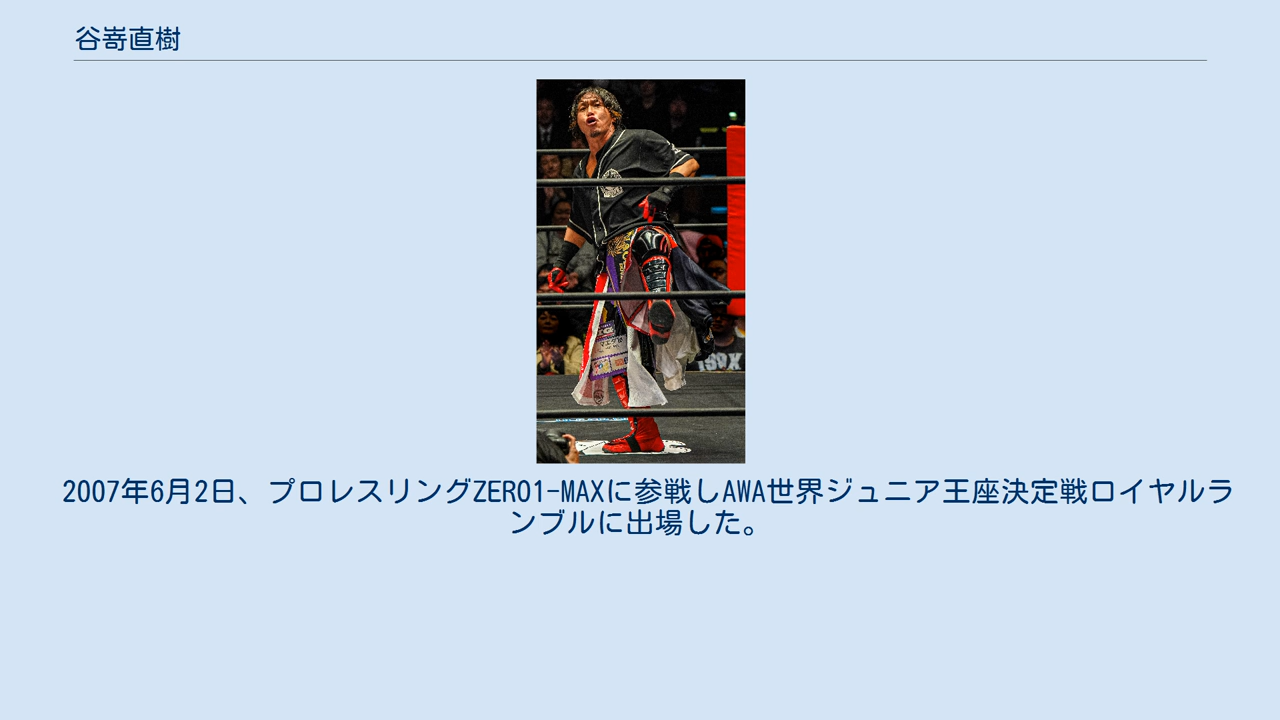 谷嵜直樹
2007年6月2日、プロレスリングZERO1-MAXに参戦しAWA世界ジュニア王座決定戦ロイヤルラ
ンブルに出場した。